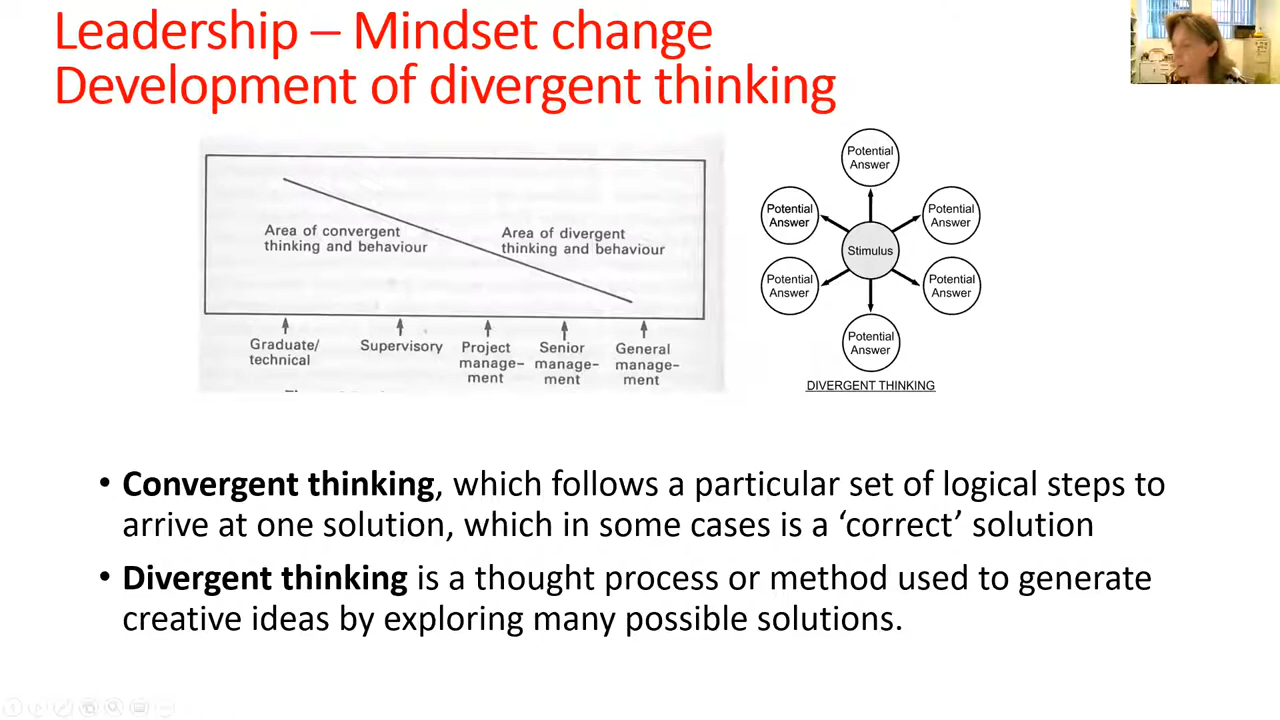 Leadership – Mindset change
Development of divergent thinking
Area of convergent
thinking and behaviour
Area of divergent
thinking and behaviour
Graduate/
technical
Supervisory
Project
manage-
ment
Senior
manage-
ment
General
manage-
ment
Potential
Answer
Potential
Answer
Potential
Answer
Stimulus
Potential
Answer
Potential
Answer
Potential
Answer
DIVERGENT THINKING
• Convergent thinking, which follows a particular set of logical steps to
arrive at one solution, which in some cases is a ‘correct’ solution
• Divergent thinking is a thought process or method used to generate
creative ideas by exploring many possible solutions.